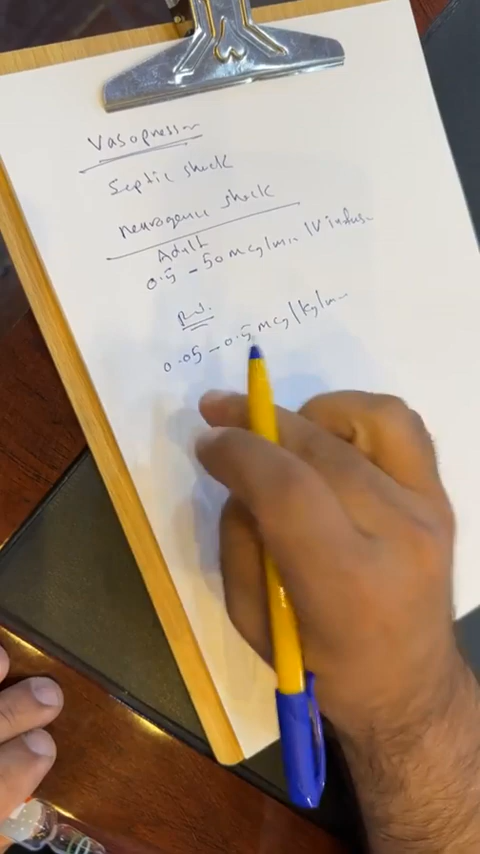 Vasopressor
Septic shock
neurogenic shock
Adult
0.5 - 50 mcg/min IV infusion
Ped.
0.05 - 0.5 mcg/kg/min